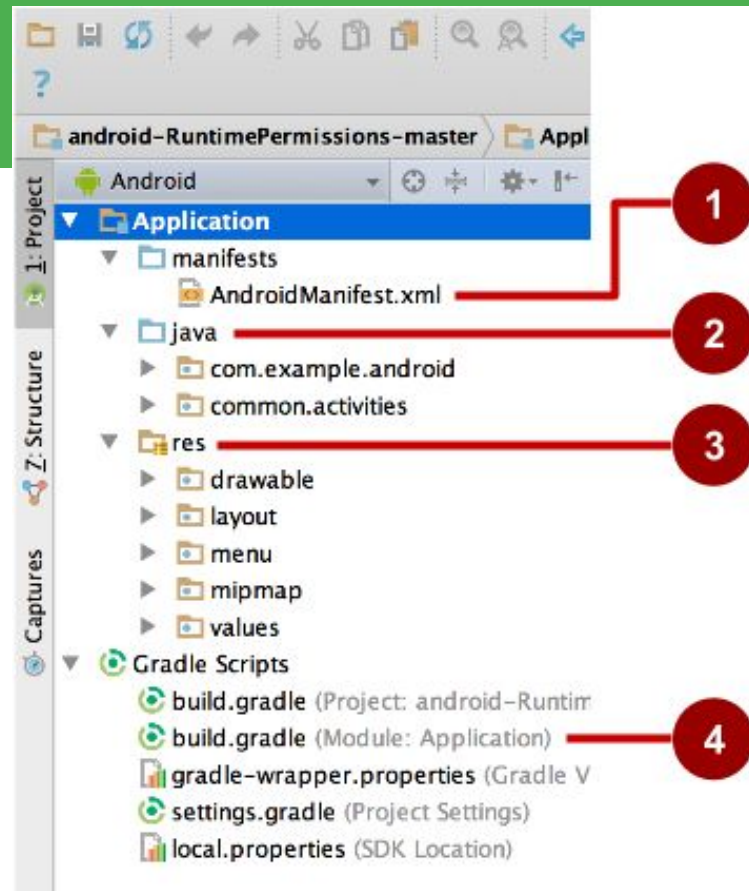 ?
android-RuntimePermissions-master
Appl
Android
1: Project
Z: Structure
Captures
Application
manifests
AndroidManifest.xml
1
java
2
com.example.android
common.activities
res
3
drawable
layout
menu
mipmap
values
Gradle Scripts
build.gradle (Project: android-Runtim
build.gradle (Module: Application)
4
gradle-wrapper.properties (Gradle V
settings.gradle (Project Settings)
local.properties (SDK Location)